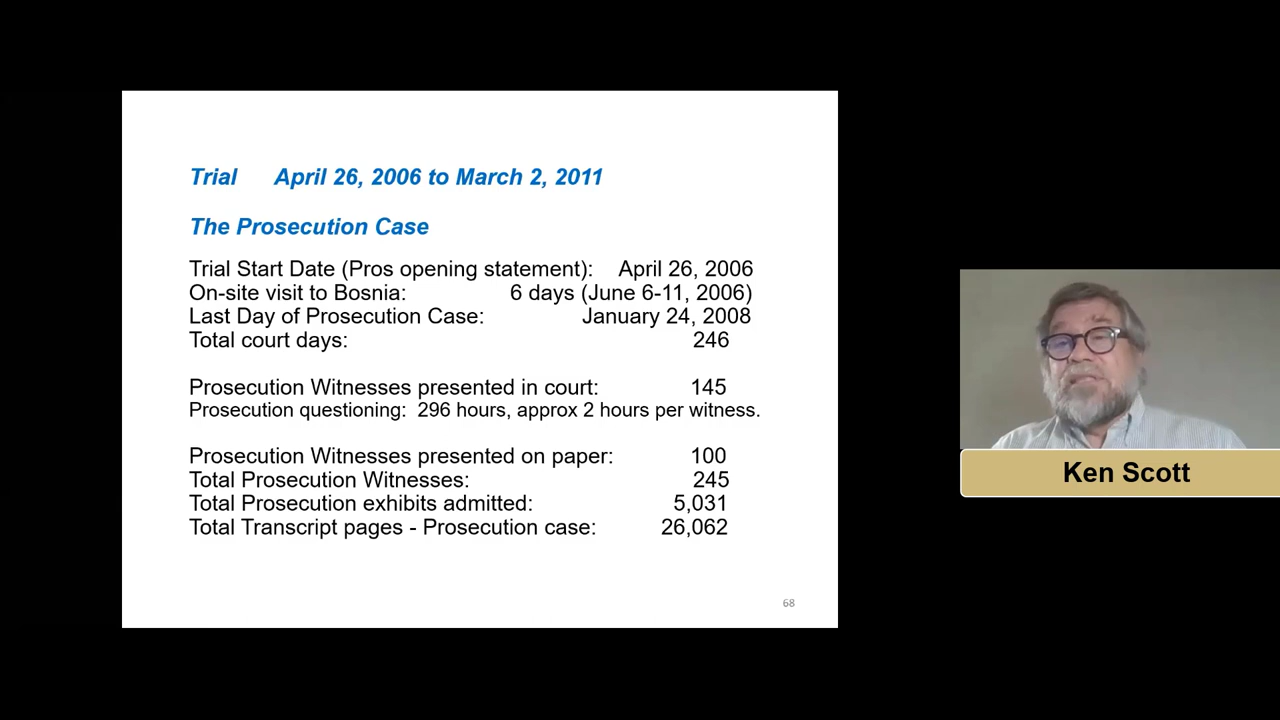 Trial April 26, 2006 to March 2, 2011
The Prosecution Case
Trial Start Date (Pros opening statement): April 26, 2006
On-site visit to Bosnia: 6 days (June 6-11, 2006)
Last Day of Prosecution Case: January 24, 2008
Total court days: 246
Prosecution Witnesses presented in court: 145
Prosecution questioning: 296 hours, approx 2 hours per witness.
Prosecution Witnesses presented on paper: 100
Total Prosecution Witnesses: 245
Total Prosecution exhibits admitted: 5,031
Total Transcript pages - Prosecution case: 26,062
68
Ken Scott